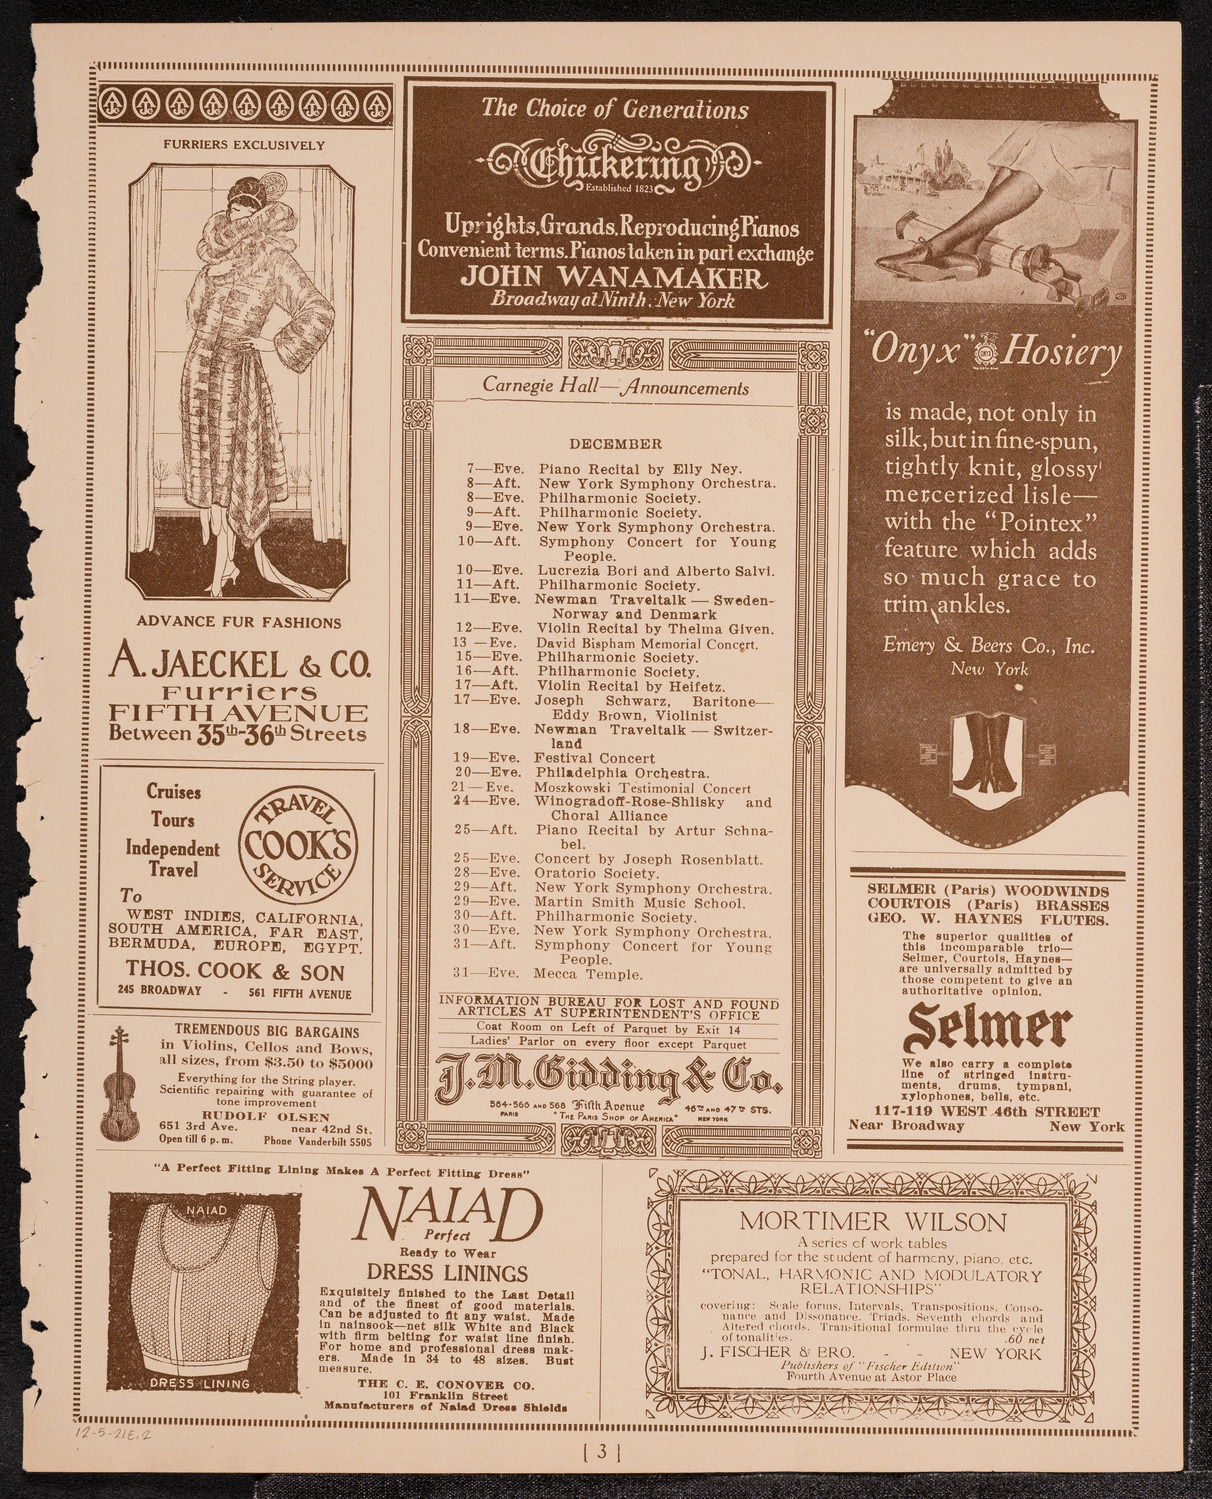 FURRIERS EXCLUSIVELY
ADVANCE FUR FASHIONS
A. JAECKEL & CO.
Furriers
FIFTH AVENUE
Between 35th-36th Streets
Cruises
Tours
Independent
Travel
To
TRAVEL
COOK'S
SERVICE
WEST INDIES, CALIFORNIA,
SOUTH AMERICA, FAR EAST,
BERMUDA, EUROPE, EGYPT.
THOS. COOK & SON
245 BROADWAY - 561 FIFTH AVENUE
TREMENDOUS BIG BARGAINS
in Violins, Cellos and Bows,
all sizes, from $3.50 to $5000
Everything for the String player.
Scientific repairing with guarantee of
tone improvement
RUDOLF OLSEN
651 3rd Ave. near 42nd St.
Open till 6 p. m. Phone Vanderbilt 5505
The Choice of Generations
Chickering
Established 1823
Uprights, Grands, Reproducing Pianos
Convenient terms. Pianos taken in part exchange
JOHN WANAMAKER
Broadway at Ninth, New York
Carnegie Hall—Announcements
DECEMBER
7—Eve. Piano Recital by Elly Ney.
8—Aft. New York Symphony Orchestra.
8—Eve. Philharmonic Society.
9—Aft. Philharmonic Society.
9—Eve. New York Symphony Orchestra.
10—Aft. Symphony Concert for Young
People.
10—Eve. Lucrezia Bori and Alberto Salvi.
11—Aft. Philharmonic Society.
11—Eve. Newman Traveltalk — Sweden-
Norway and Denmark
12—Eve. Violin Recital by Thelma Given.
13—Eve. David Bispham Memorial Concert.
15—Eve. Philharmonic Society.
16—Aft. Philharmonic Society.
17—Aft. Violin Recital by Heifetz.
17—Eve. Joseph Schwarz, Baritone—
Eddy Brown, Violinist
18—Eve. Newman Traveltalk — Switzer-
land
19—Eve. Festival Concert
20—Eve. Philadelphia Orchestra.
21—Eve. Moszkowski Testimonial Concert
24—Eve. Winogradoff-Rose-Shlisky and
Choral Alliance
25—Aft. Piano Recital by Artur Schna-
bel.
25—Eve. Concert by Joseph Rosenblatt.
28—Eve. Oratorio Society.
29—Aft. New York Symphony Orchestra.
29—Eve. Martin Smith Music School.
30—Aft. Philharmonic Society.
30—Eve. New York Symphony Orchestra.
31—Aft. Symphony Concert for Young
People.
31—Eve. Mecca Temple.
INFORMATION BUREAU FOR LOST AND FOUND
ARTICLES AT SUPERINTENDENT'S OFFICE
Coat Room on Left of Parquet by Exit 14
Ladies' Parlor on every floor except Parquet
J. M. Gidding & Co.
564-566 AND 568 Fifth Avenue 46TH AND 47TH STS.
PARIS "THE PARIS SHOP OF AMERICA" NEW YORK
"Onyx" Hosiery
is made, not only in
silk, but in fine-spun,
tightly knit, glossy
mercerized lisle—
with the "Pointex"
feature which adds
so much grace to
trim ankles.
Emery & Beers Co., Inc.
New York
SELMER (Paris) WOODWINDS
COURTOIS (Paris) BRASSES
GEO. W. HAYNES FLUTES.
The superior qualities of
this incomparable trio—
Selmer, Courtois, Haynes—
are universally admitted by
those competent to give an
authoritative opinion.
Selmer
We also carry a complete
line of stringed instru-
ments, drums, tympani,
xylophones, bells, etc.
117-119 WEST 46th STREET
Near Broadway New York
"A Perfect Fitting Lining Makes A Perfect Fitting Dress"
NAIAD
DRESS LINING
NAIAD
Perfect
Ready to Wear
DRESS LININGS
Exquisitely finished to the Last Detail
and of the finest of good materials.
Can be adjusted to fit any waist. Made
in nainsook—net silk White and Black
with firm belting for waist line finish.
For home and professional dress mak-
ers. Made in 34 to 48 sizes. Bust
measure.
THE C. E. CONOVER CO.
101 Franklin Street
Manufacturers of Naiad Dress Shields
MORTIMER WILSON
A series of work tables
prepared for the student of harmony, piano, etc.
"TONAL, HARMONIC AND MODULATORY
RELATIONSHIPS"
covering: Scale forms, Intervals, Transpositions, Conso-
nance and Dissonance, Triads, Seventh chords and
Altered chords. Transitional formulae thru the cycle
of tonalities. .60 net
J. FISCHER & BRO. - - NEW YORK
Publishers of "Fischer Edition"
Fourth Avenue at Astor Place
12-5-21E.2
[ 3 ]